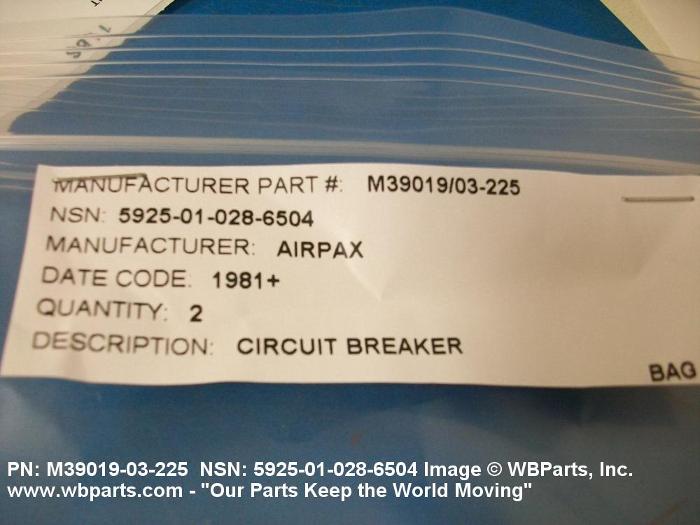 MANUFACTURER PART #: M39019/03-225
NSN: 5925-01-028-6504
MANUFACTURER: AIRPAX
DATE CODE: 1981+
QUANTITY: 2
DESCRIPTION: CIRCUIT BREAKER
BAG
PN: M39019-03-225 NSN: 5925-01-028-6504 Image © WBParts, Inc.
www.wbparts.com - "Our Parts Keep the World Moving"